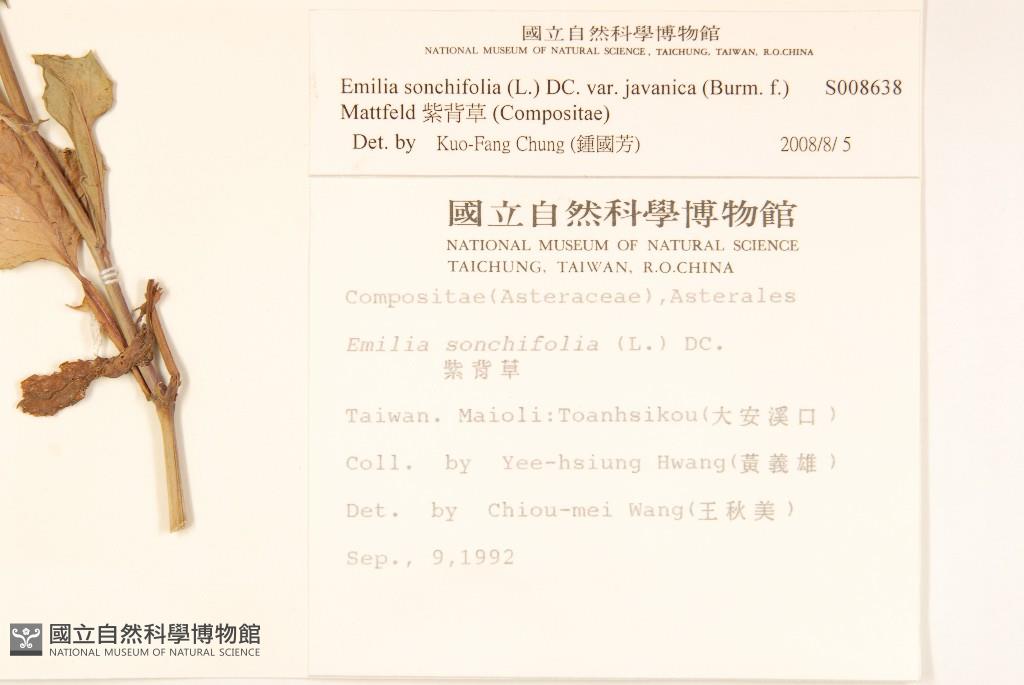 國立自然科學博物館
NATIONAL MUSEUM OF NATURAL SCIENCE, TAICHUNG, TAIWAN, R.O.CHINA
Emilia sonchifolia (L.) DC. var. javanica (Burm. f.) S008638
Mattfeld 紫背草 (Compositae)
Det. by Kuo-Fang Chung (鍾國芳) 2008/8/ 5
國立自然科學博物館
NATIONAL MUSEUM OF NATURAL SCIENCE
TAICHUNG, TAIWAN, R.O.CHINA
Compositae(Asteraceae),Asterales
Emilia sonchifolia (L.) DC.
紫背草
Taiwan. Maioli:Toanhsikou(大安溪口)
Coll. by Yee-hsiung Hwang(黃義雄)
Det. by Chiou-mei Wang(王秋美)
Sep., 9,1992
國立自然科學博物館
NATIONAL MUSEUM OF NATURAL SCIENCE